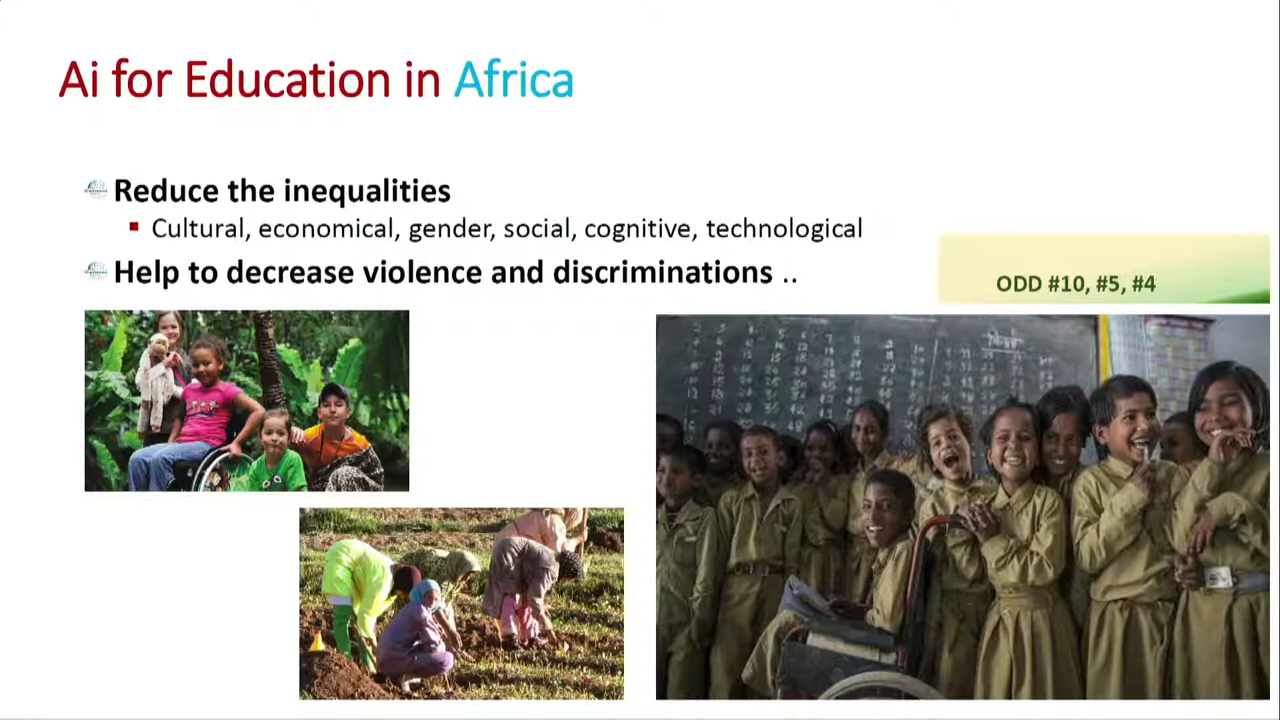 Ai for Education in Africa
Reduce the inequalities
Cultural, economical, gender, social, cognitive, technological
Help to decrease violence and discriminations ..
ODD #10, #5, #4